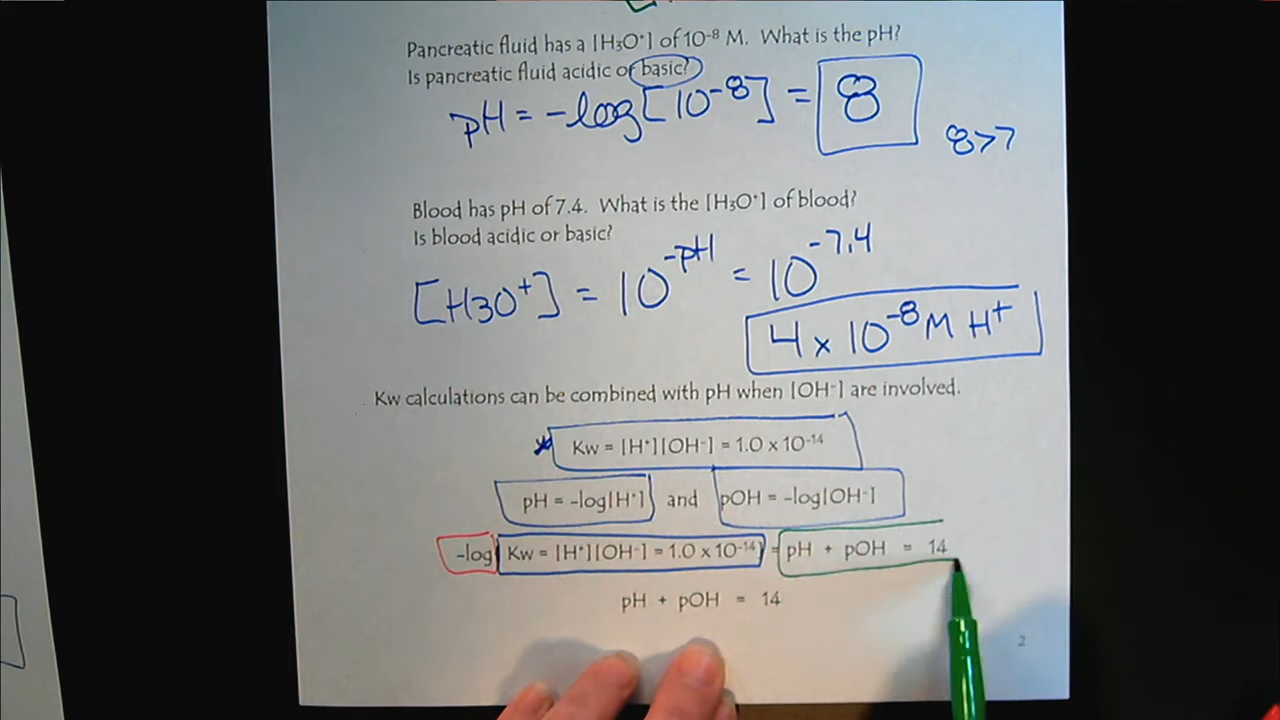 Pancreatic fluid has a [H₃O⁺] of 10⁻⁸ M. What is the pH?
Is pancreatic fluid acidic or basic?
pH = -log[10⁻⁸] = 8
8>7
Blood has pH of 7.4. What is the [H₃O⁺] of blood?
Is blood acidic or basic?
[H3O⁺] = 10^-pH = 10^-7.4
4 x 10⁻⁸ M H⁺
Kw calculations can be combined with pH when [OH⁻] are involved.
* Kw = [H⁺][OH⁻] = 1.0 x 10⁻¹⁴
pH = -log[H⁺] and pOH = -log[OH⁻]
-log( Kw = [H⁺][OH⁻] = 1.0 x 10⁻¹⁴) = pH + pOH = 14
pH + pOH = 14
2